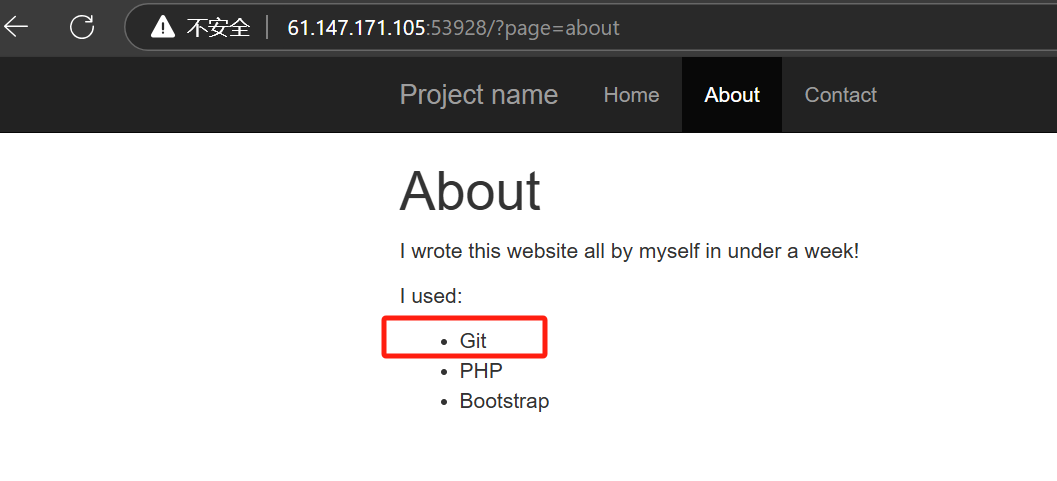 不安全 61.147.171.105:53928/?page=about
Project name Home About Contact
About
I wrote this website all by myself in under a week!
I used:
Git
PHP
Bootstrap